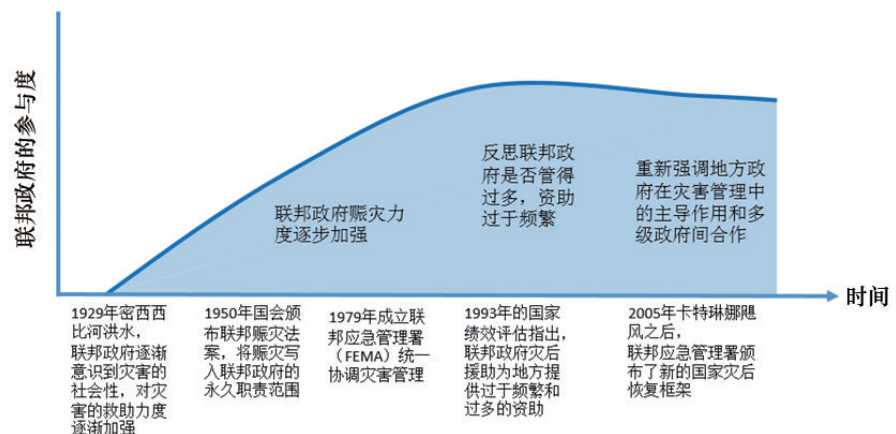 联邦政府的参与度
联邦政府赈灾力
度逐步加强
反思联邦政
府是否管得
过多，资助
过于频繁
重新强调地方政
府在灾害管理中
的主导作用和多
级政府间合作
时间
1929年密西西
比河洪水，
联邦政府逐渐
意识到灾害的
社会性，对灾
害的救助力度
逐渐加强
1950年国会颁
布联邦赈灾法
案，将赈灾写
入联邦政府的
永久职责范围
1979年成立联
邦应急管理署
（FEMA）统一
协调灾害管理
1993年的国家
绩效评估指出，
联邦政府灾后
援助为地方提
供过于频繁和
过多的资助
2005年卡特琳娜飓
风之后，
联邦应急管理署颁
布了新的国家灾后
恢复框架